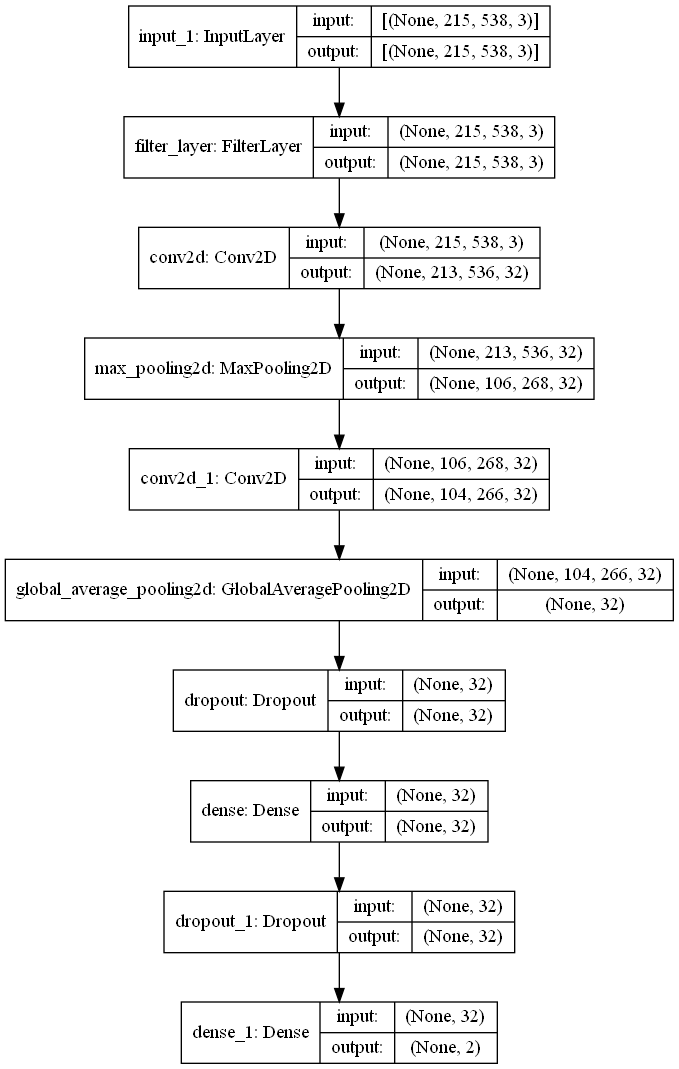 input_1: InputLayer
input: [(None, 215, 538, 3)]
output: [(None, 215, 538, 3)]
filter_layer: FilterLayer
input: (None, 215, 538, 3)
output: (None, 215, 538, 3)
conv2d: Conv2D
input: (None, 215, 538, 3)
output: (None, 213, 536, 32)
max_pooling2d: MaxPooling2D
input: (None, 213, 536, 32)
output: (None, 106, 268, 32)
conv2d_1: Conv2D
input: (None, 106, 268, 32)
output: (None, 104, 266, 32)
global_average_pooling2d: GlobalAveragePooling2D
input: (None, 104, 266, 32)
output: (None, 32)
dropout: Dropout
input: (None, 32)
output: (None, 32)
dense: Dense
input: (None, 32)
output: (None, 32)
dropout_1: Dropout
input: (None, 32)
output: (None, 32)
dense_1: Dense
input: (None, 32)
output: (None, 2)